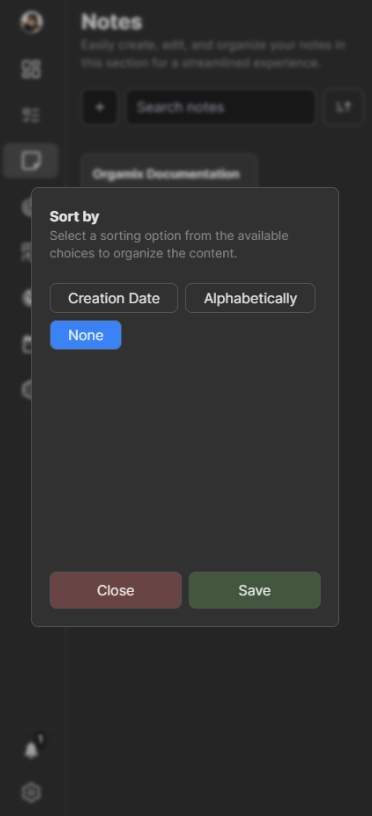 Notes
Easily create, edit, and organize your notes in
this section for a streamlined experience.
+
Search notes
Orgamix Documentation
Sort by
Select a sorting option from the available
choices to organize the content.
Creation Date
Alphabetically
None
Close
Save
1